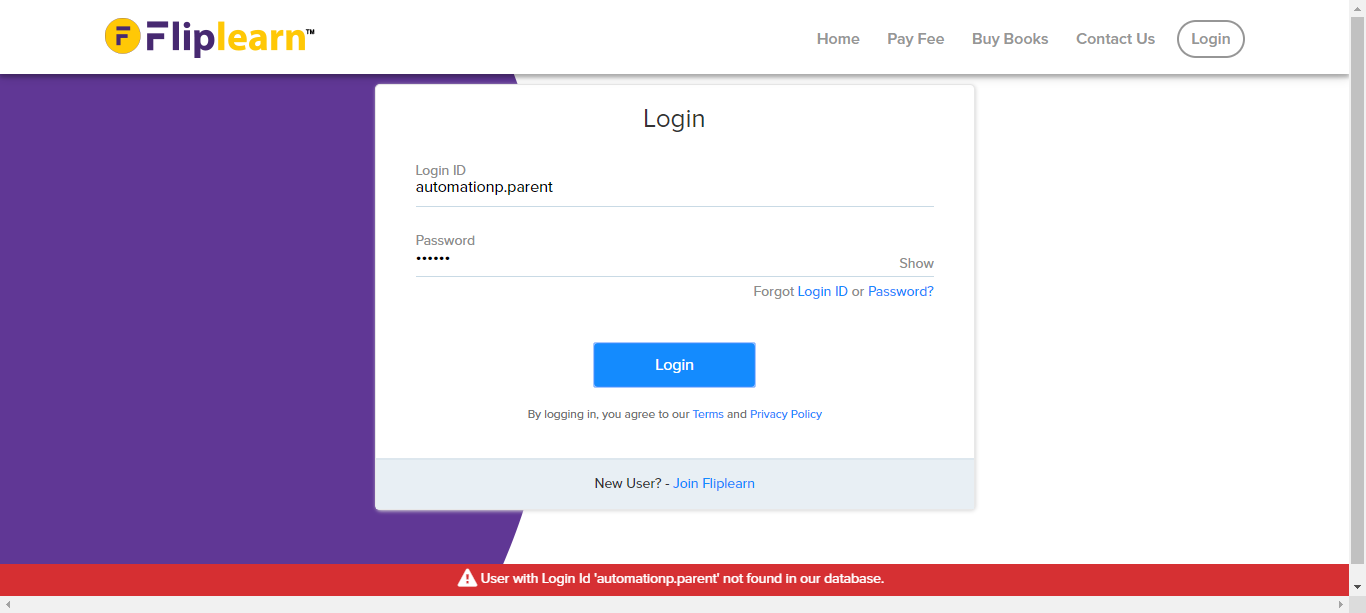 Fliplearn™
Home Pay Fee Buy Books Contact Us Login
Login
Login ID
automationp.parent
Password
••••••
Show
Forgot Login ID or Password?
Login
By logging in, you agree to our Terms and Privacy Policy
New User? - Join Fliplearn
User with Login Id 'automationp.parent' not found in our database.